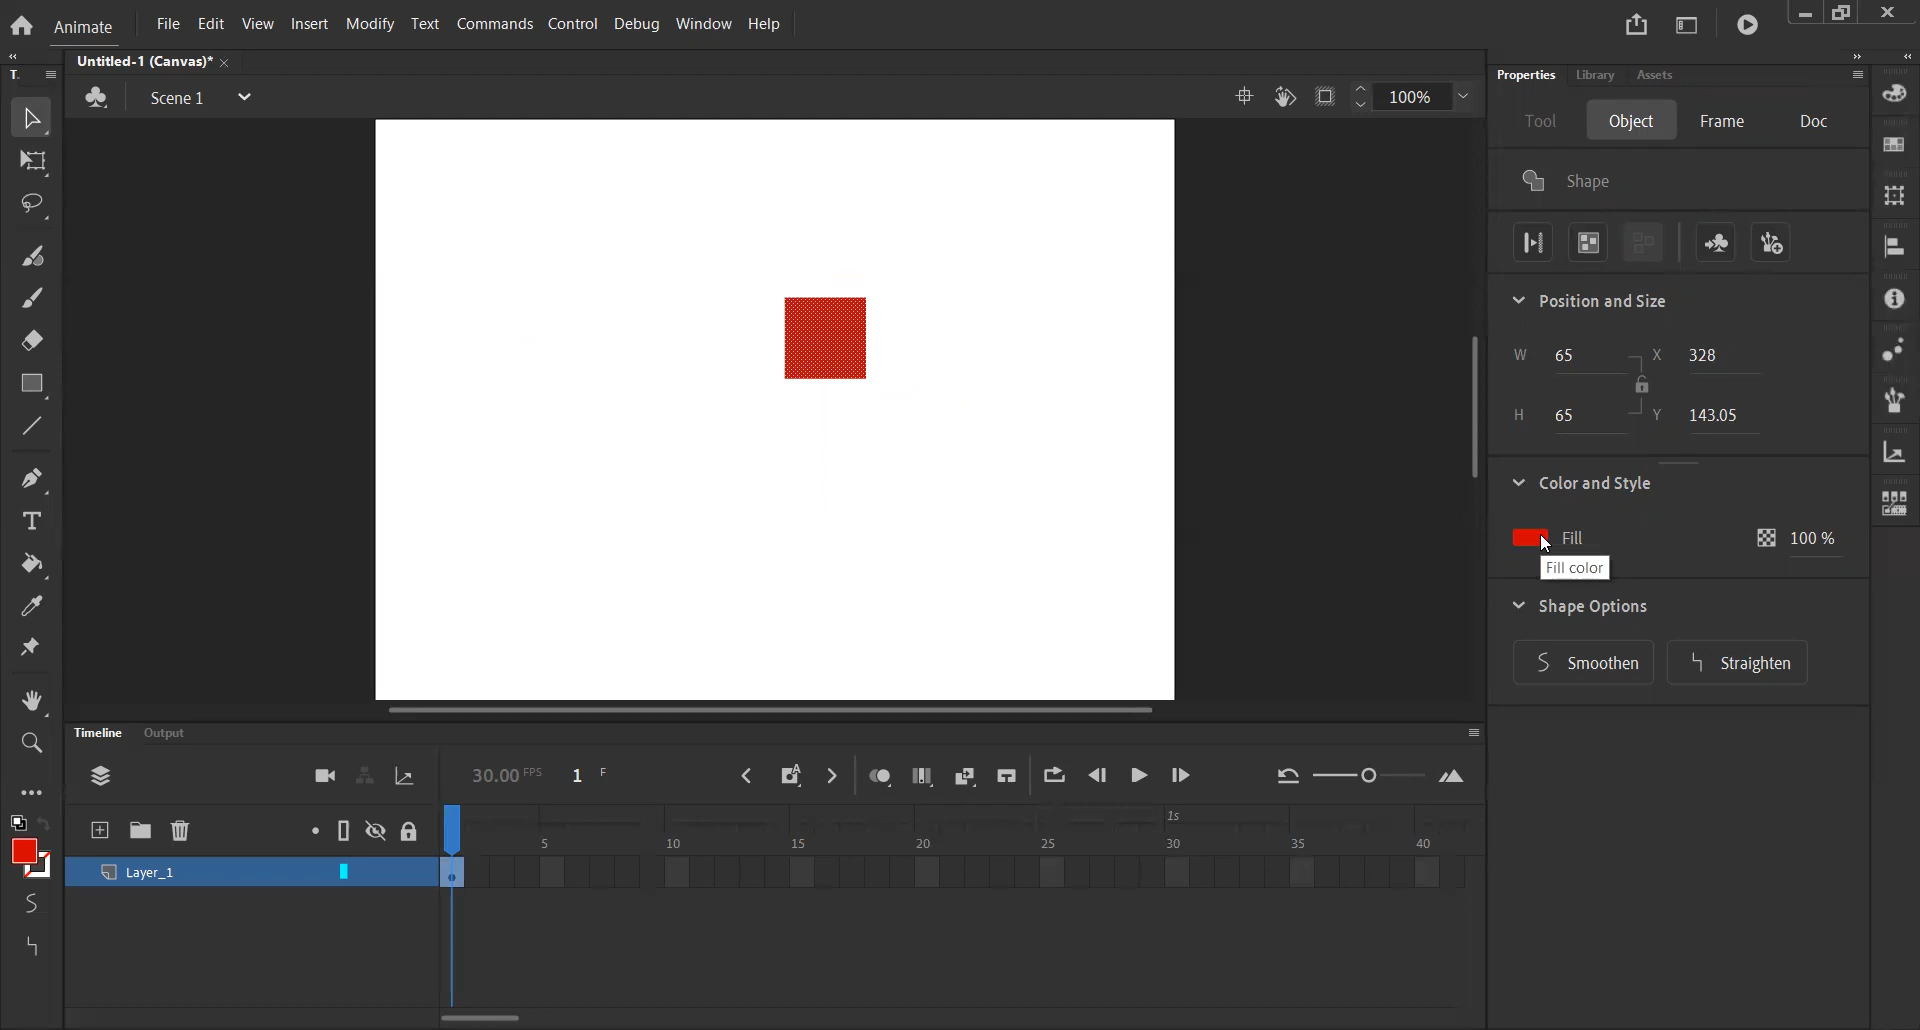 Animate File Edit View Insert Modify Text Commands Control Debug Window Help
T.
Untitled-1 (Canvas)*
Scene 1
100%
Properties Library Assets
Tool Object Frame Doc
Shape
Position and Size
W 65 X 328
H 65 Y 143.05
Color and Style
Fill 100 %
Fill color
Shape Options
Smoothen Straighten
Timeline Output
30.00 FPS 1 F
1s
5 10 15 20 25 30 35 40
Layer_1